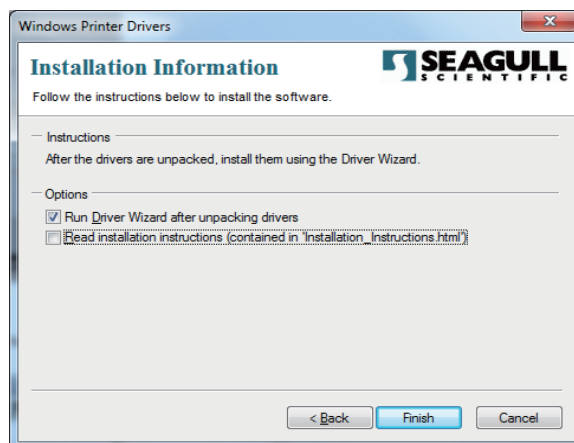 Windows Printer Drivers
Installation Information
SEAGULL
SCIENTIFIC
Follow the instructions below to install the software.
Instructions
After the drivers are unpacked, install them using the Driver Wizard.
Options
Run Driver Wizard after unpacking drivers
Read installation instructions (contained in 'Installation_Instructions.html')
< Back
Finish
Cancel